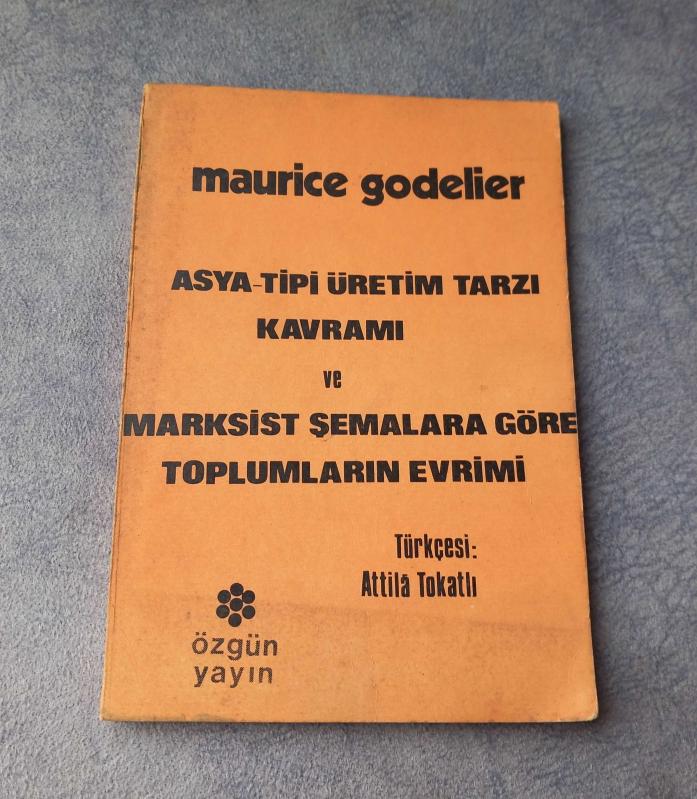 maurice godelier
ASYA-TİPİ ÜRETİM TARZI
KAVRAMI
ve
MARKSİST ŞEMALARA GÖRE
TOPLUMLARIN EVRİMİ
Türkçesi:
Attilâ Tokatlı
özgün
yayın